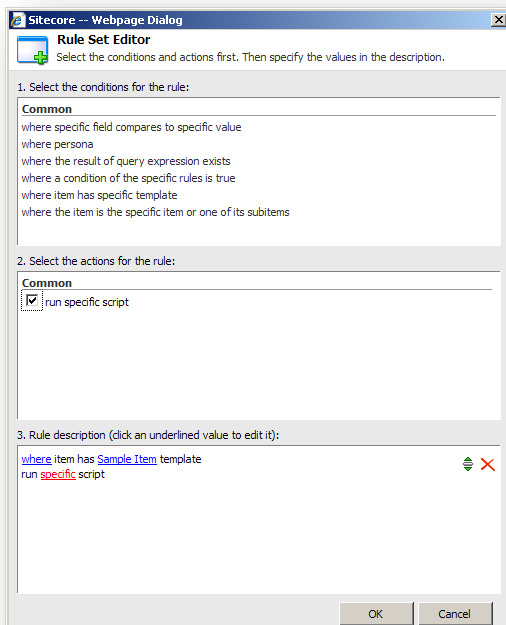 Sitecore -- Webpage Dialog
Rule Set Editor
Select the conditions and actions first. Then specify the values in the description.
1. Select the conditions for the rule:
Common
where specific field compares to specific value
where persona
where the result of query expression exists
where a condition of the specific rules is true
where item has specific template
where the item is the specific item or one of its subitems
2. Select the actions for the rule:
Common
run specific script
3. Rule description (click an underlined value to edit it):
where item has Sample Item template
run specific script
OK Cancel